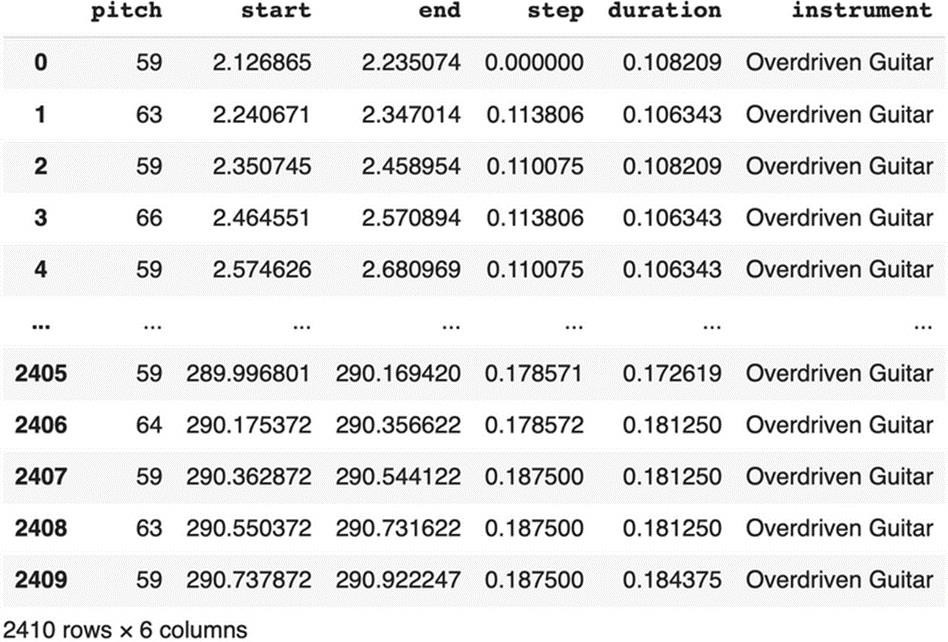 pitch start end step duration instrument
0 59 2.126865 2.235074 0.000000 0.108209 Overdriven Guitar
1 63 2.240671 2.347014 0.113806 0.106343 Overdriven Guitar
2 59 2.350745 2.458954 0.110075 0.108209 Overdriven Guitar
3 66 2.464551 2.570894 0.113806 0.106343 Overdriven Guitar
4 59 2.574626 2.680969 0.110075 0.106343 Overdriven Guitar
... ... ... ... ... ... ...
2405 59 289.996801 290.169420 0.178571 0.172619 Overdriven Guitar
2406 64 290.175372 290.356622 0.178572 0.181250 Overdriven Guitar
2407 59 290.362872 290.544122 0.187500 0.181250 Overdriven Guitar
2408 63 290.550372 290.731622 0.187500 0.181250 Overdriven Guitar
2409 59 290.737872 290.922247 0.187500 0.184375 Overdriven Guitar
2410 rows × 6 columns